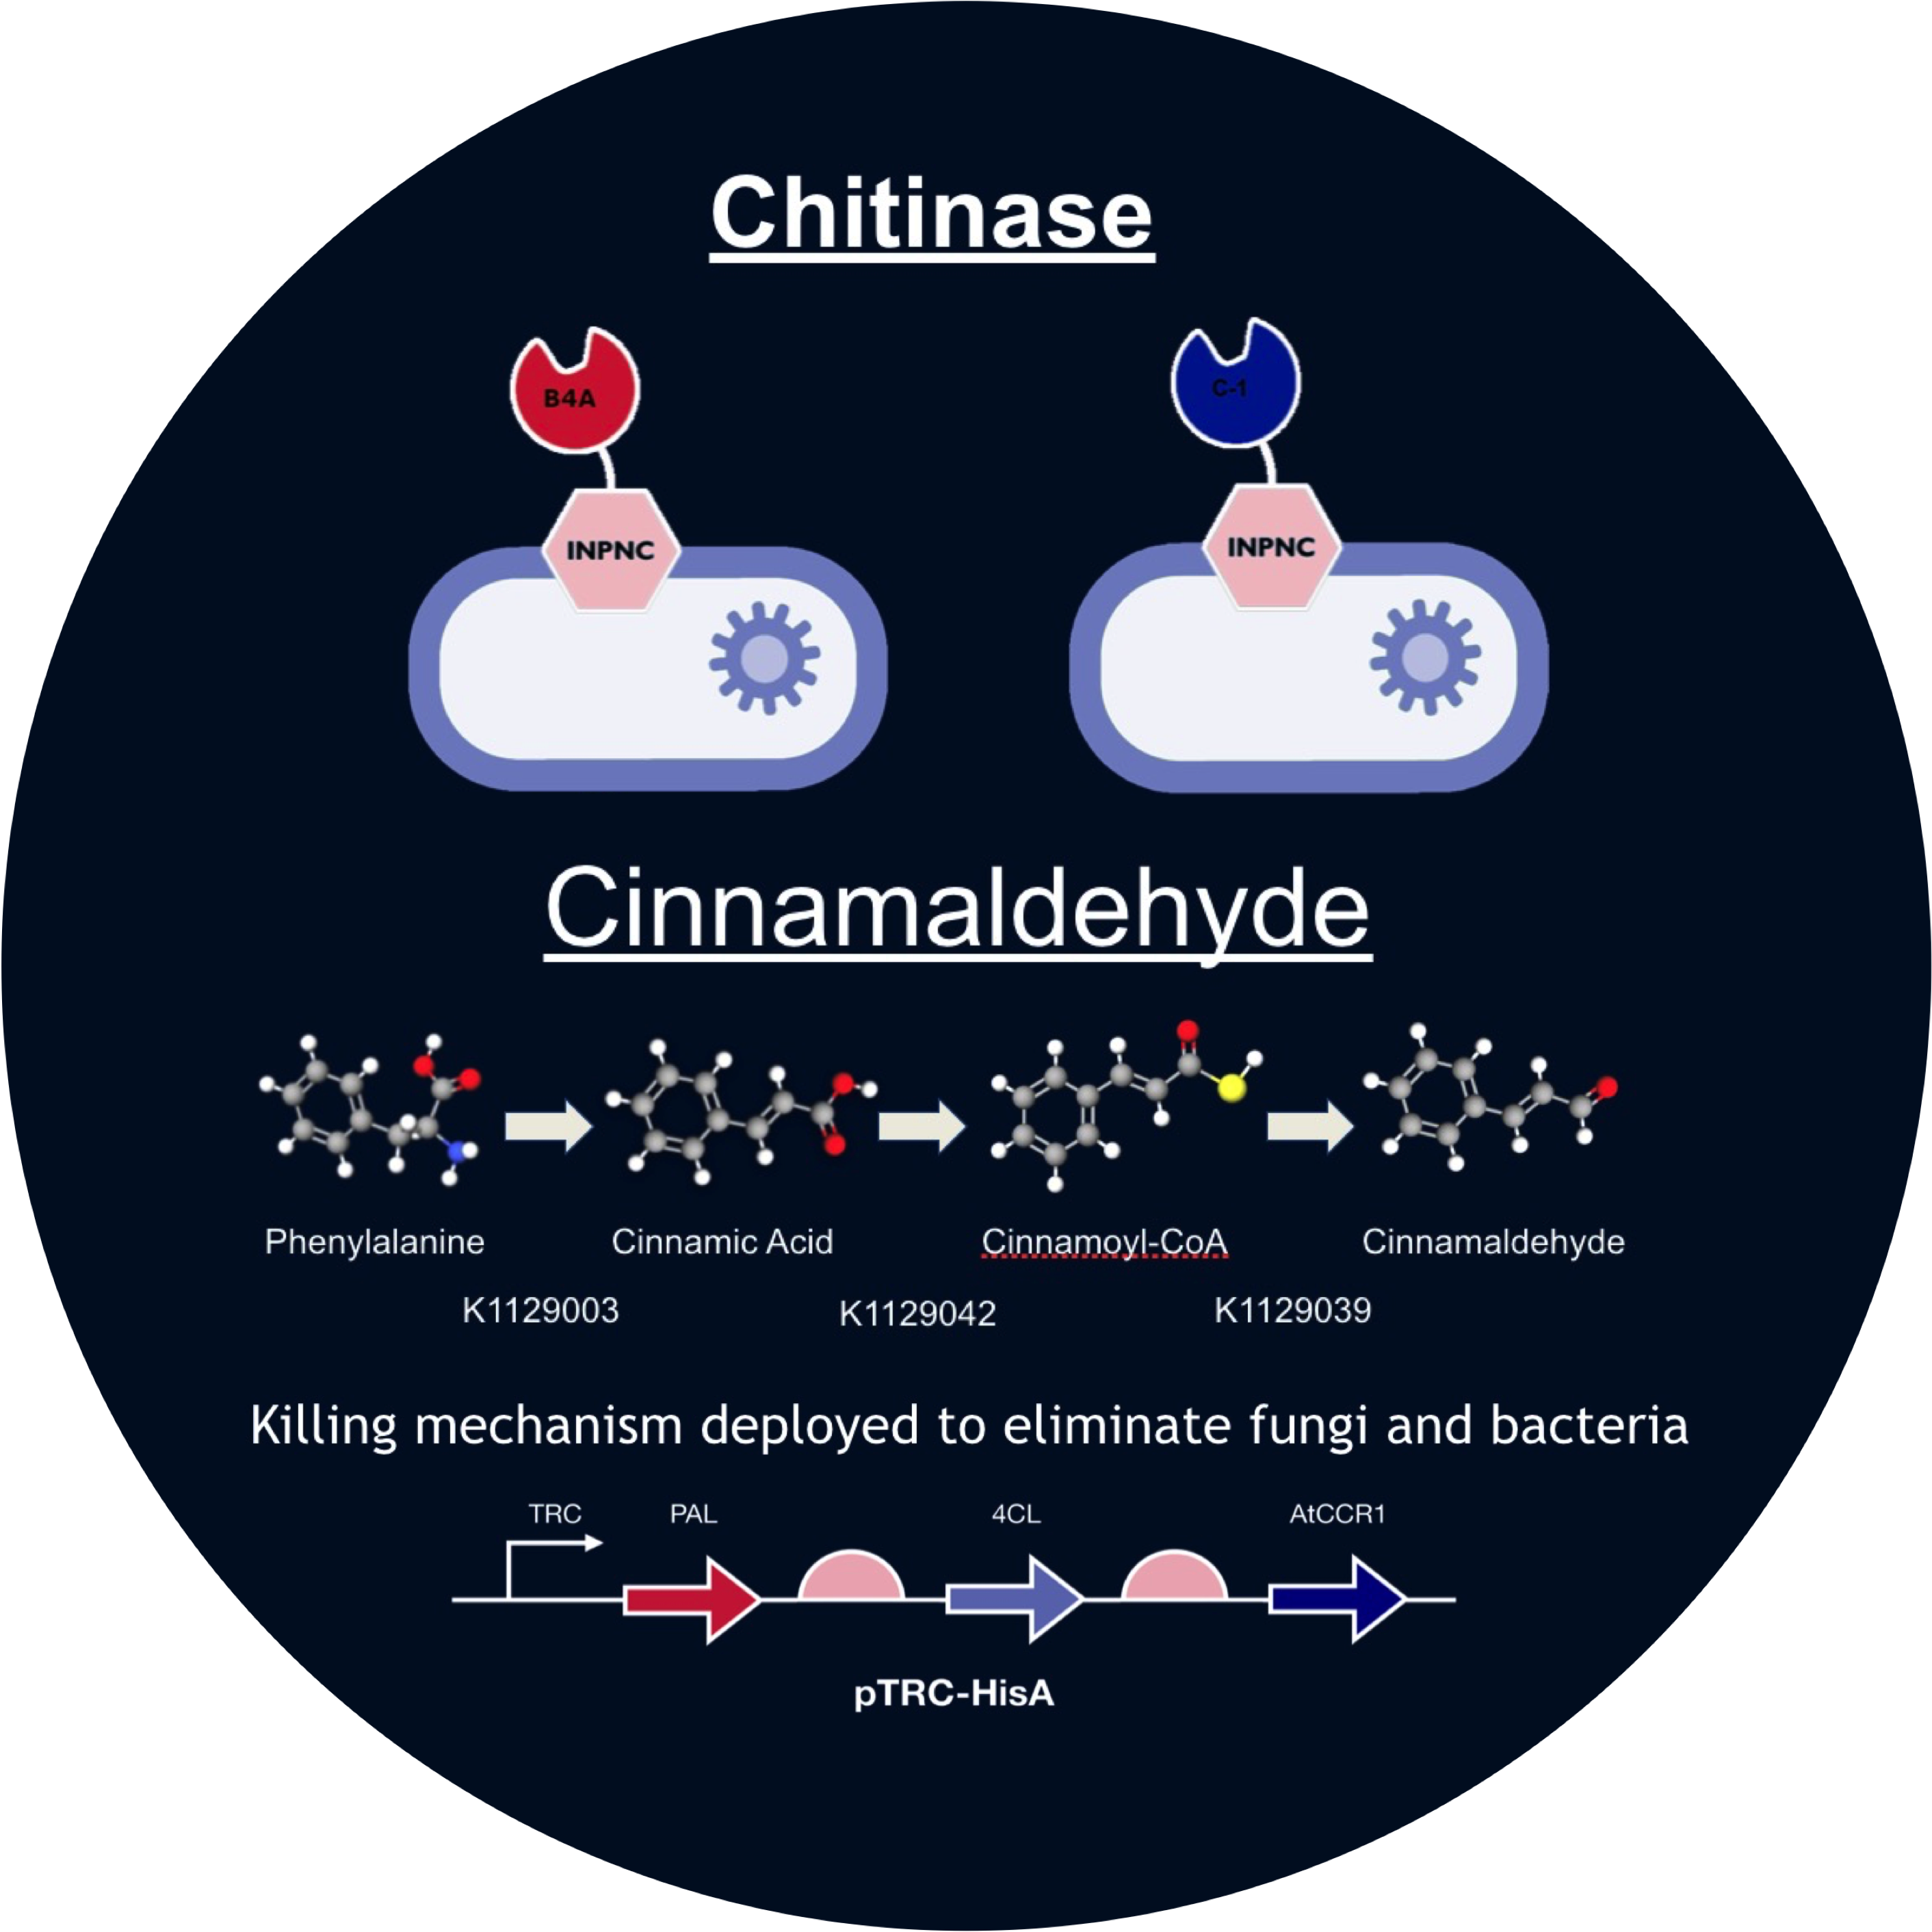 Chitinase
B4A
C-1
INPNC
INPNC
Cinnamaldehyde
Phenylalanine
Cinnamic Acid
Cinnamoyl-CoA
Cinnamaldehyde
K1129003
K1129042
K1129039
Killing mechanism deployed to eliminate fungi and bacteria
TRC
PAL
4CL
AtCCR1
pTRC-HisA